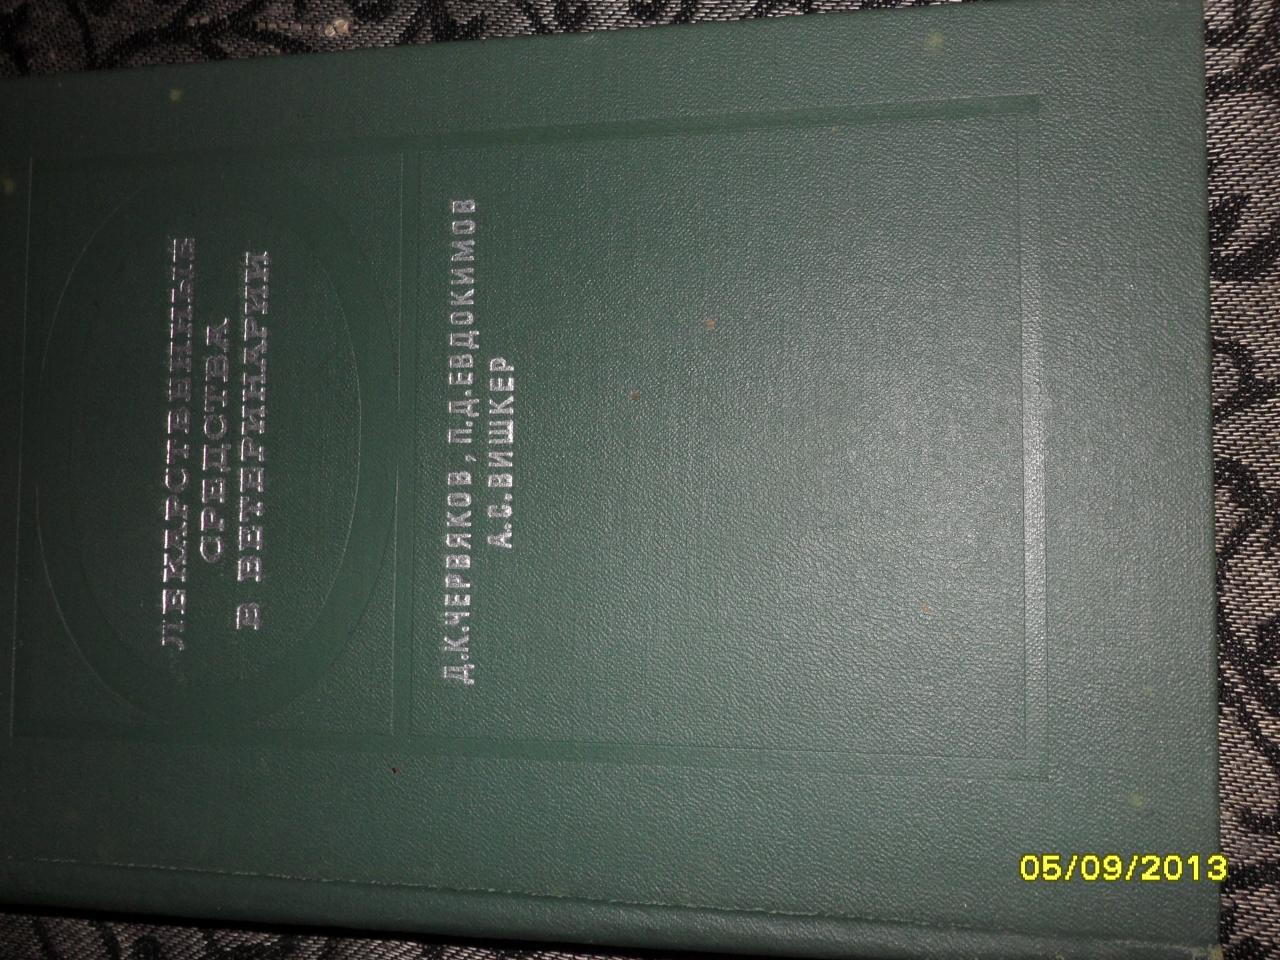 ЛЕКАРСТВЕННЫЕ
СРЕДСТВА
В ВЕТЕРИНАРИИ
Д.К.ЧЕРВЯКОВ, П.Д.ЕВДОКИМОВ
А.С.ВИШКЕР
05/09/2013